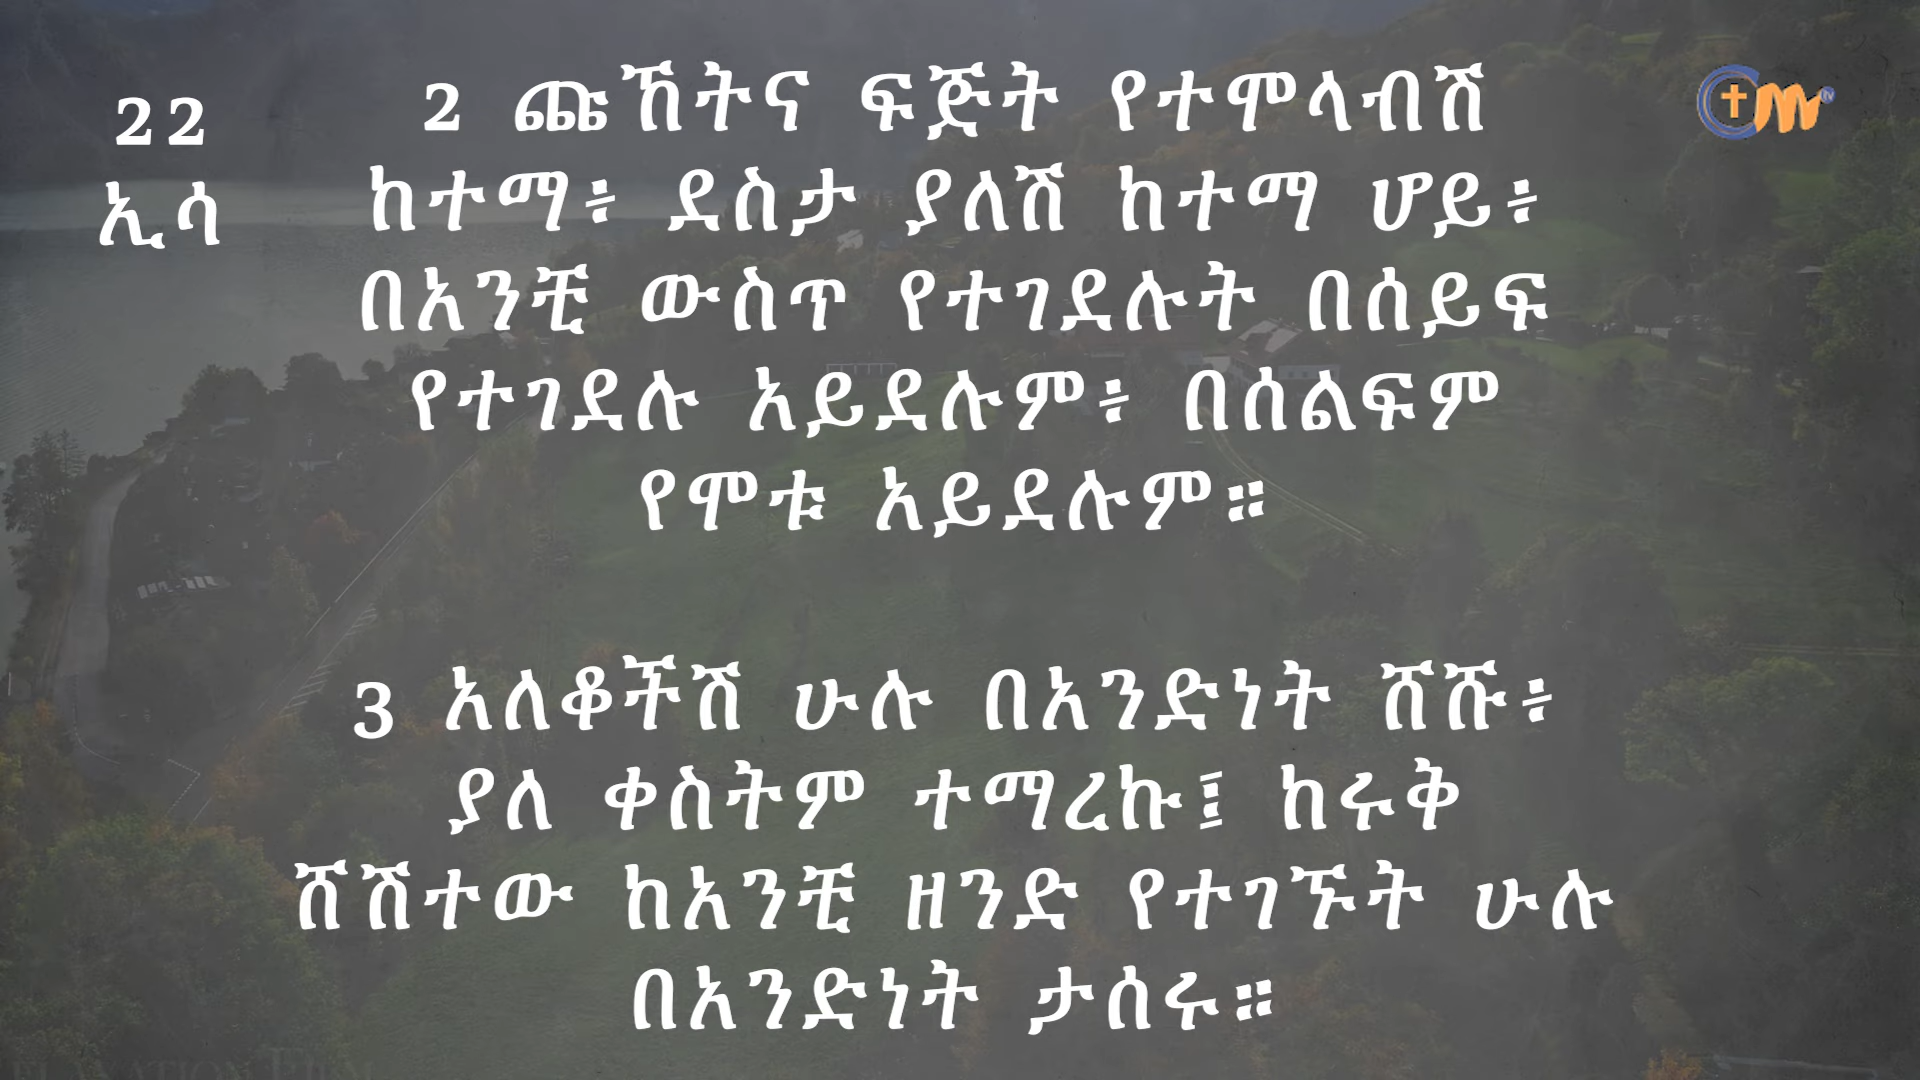 22
ኢሳ
2 ጩኸትና ፍጅት የተሞላብሽ
ከተማ፥ ደስታ ያለሽ ከተማ ሆይ፥
በአንቺ ውስጥ የተገደሉት በሰይፍ
የተገደሉ አይደሉም፥ በሰልፍም
የሞቱ አይደሉም።
3 አለቆችሽ ሁሉ በአንድነት ሸሹ፥
ያለ ቀስትም ተማረኩ፤ ከሩቅ
ሸሽተው ከአንቺ ዘንድ የተገኙት ሁሉ
በአንድነት ታሰሩ።